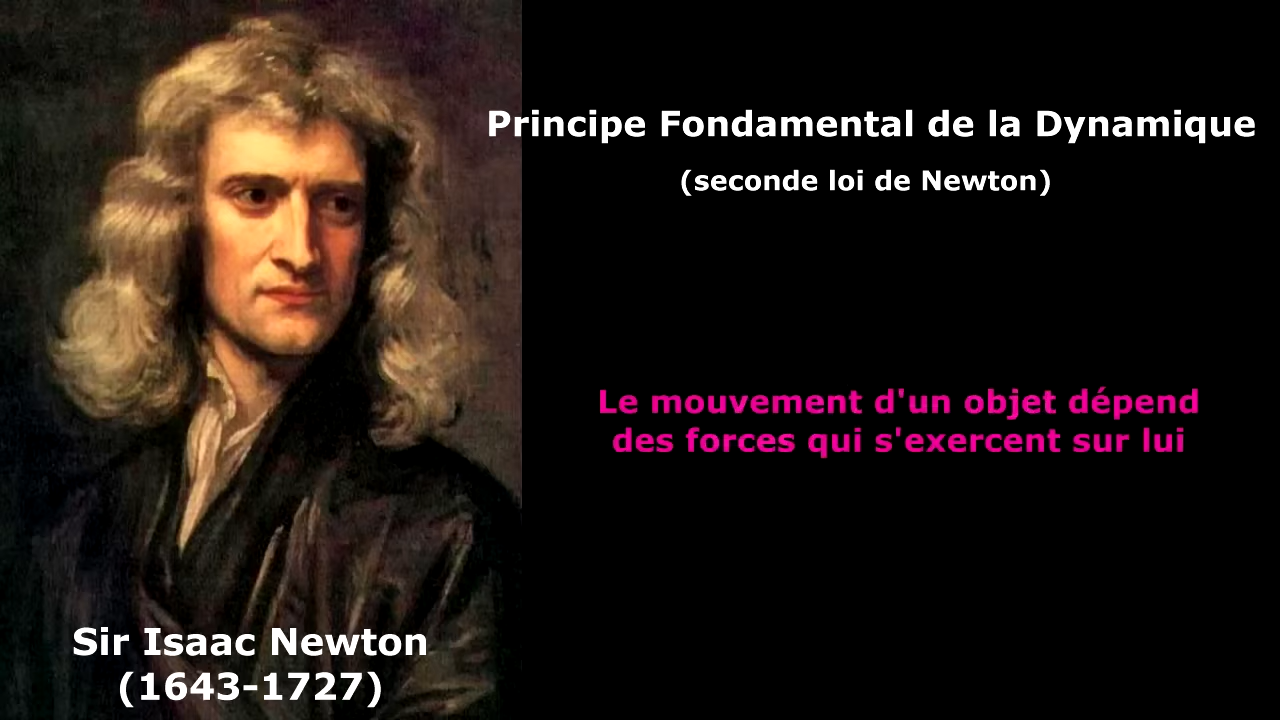 Principe Fondamental de la Dynamique
(seconde loi de Newton)
Le mouvement d'un objet dépend
des forces qui s'exercent sur lui
Sir Isaac Newton
(1643-1727)